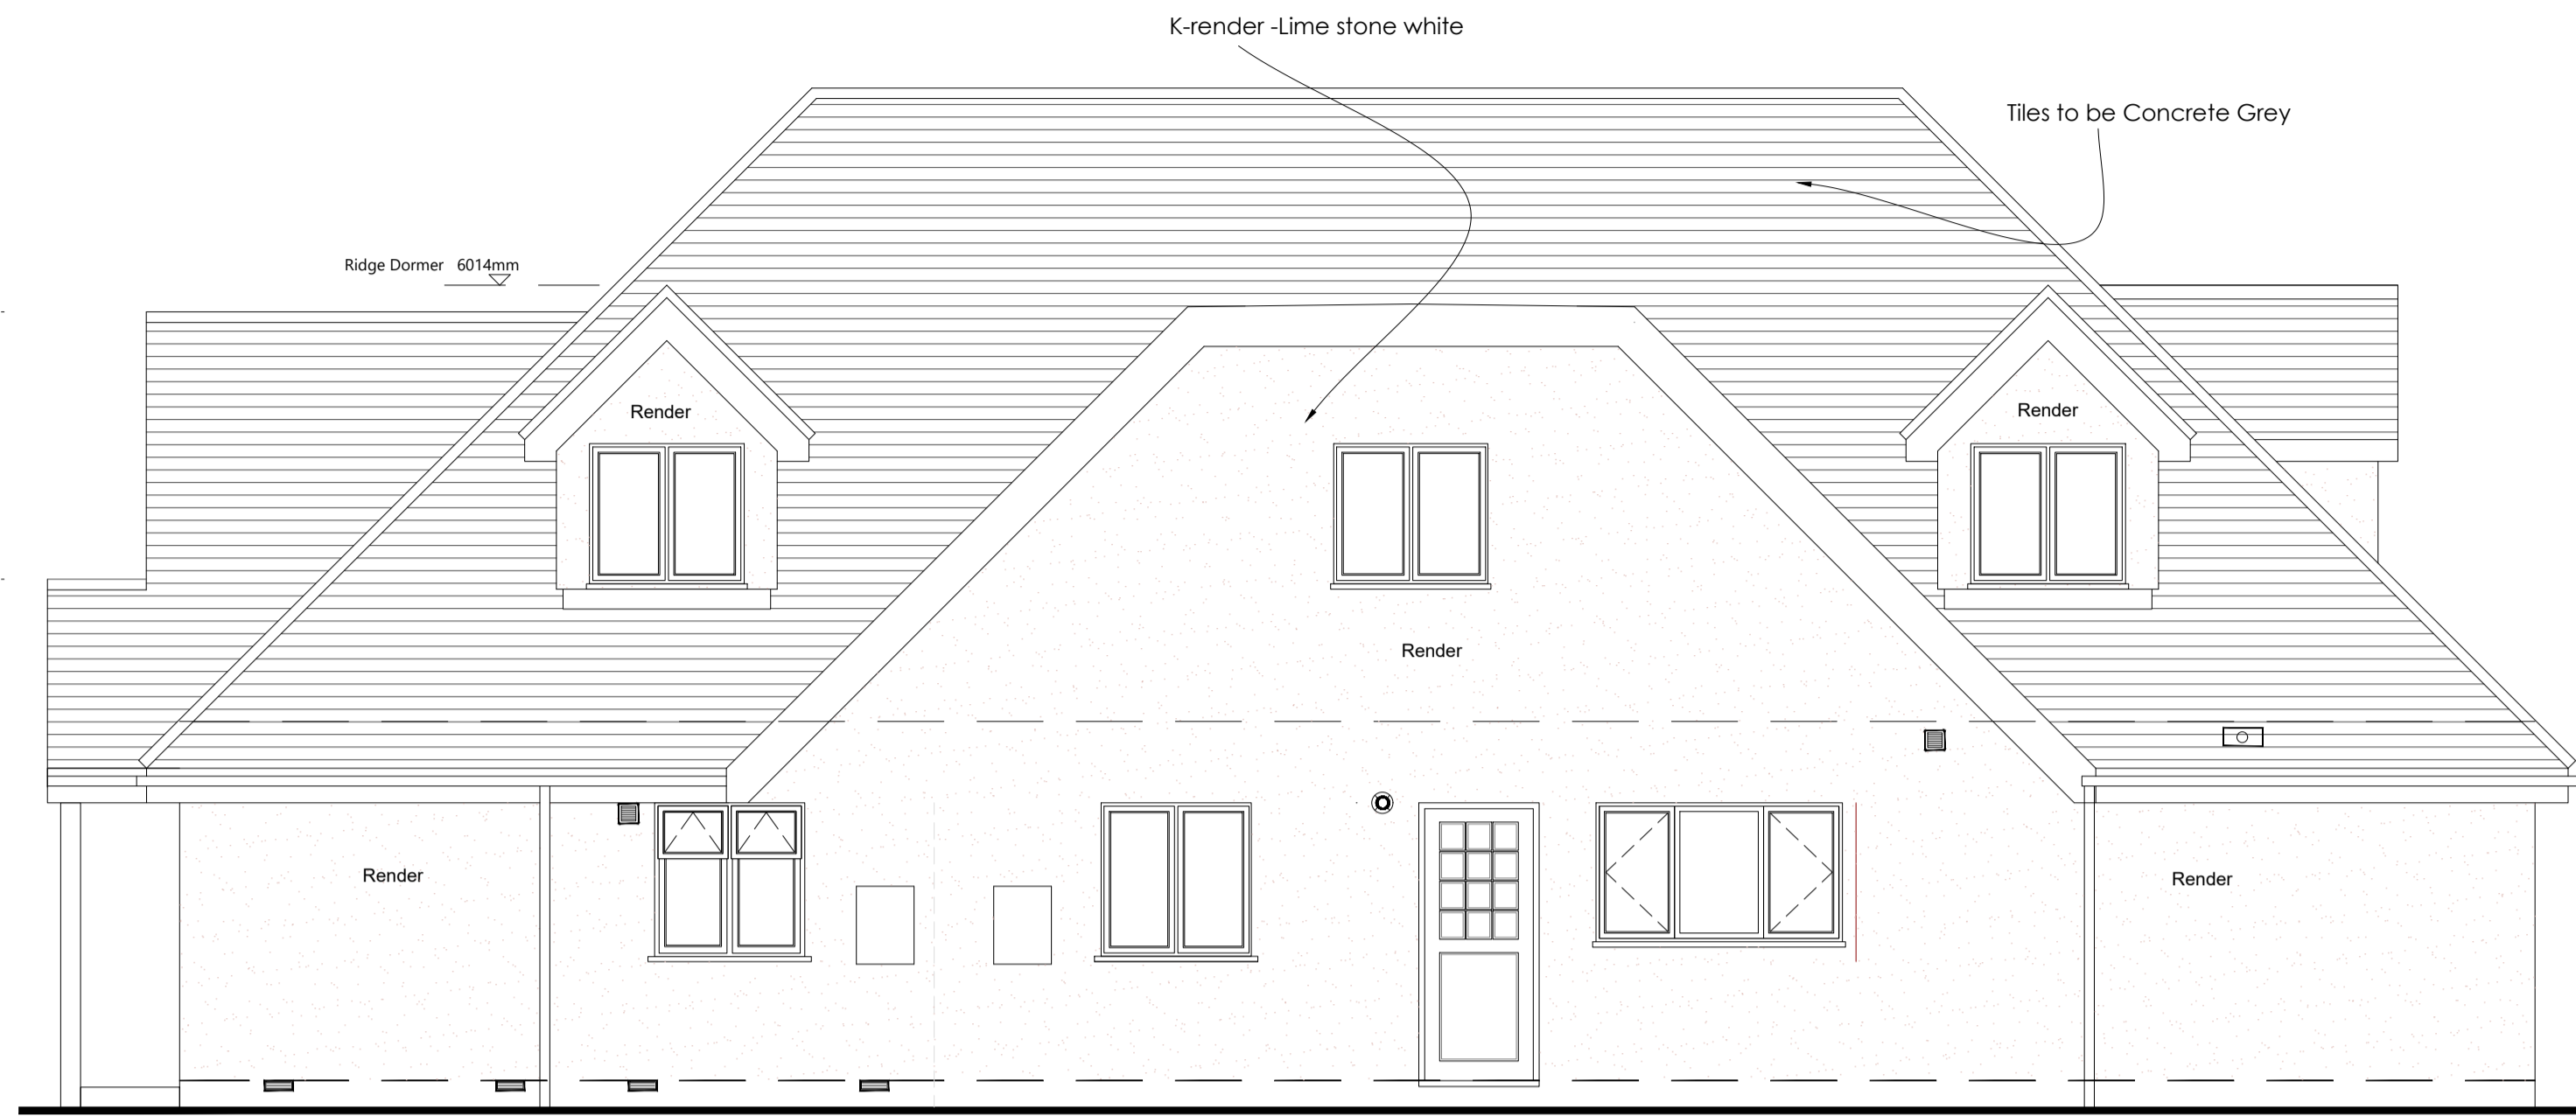 K-render -Lime stone white
Tiles to be Concrete Grey
Ridge Dormer 6014mm
Render
Render
Render
Render
Render